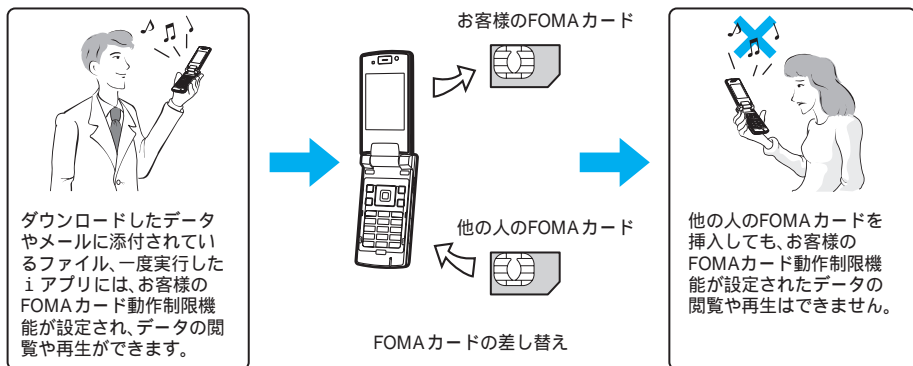 ダウンロードしたデータ
やメールに添付されてい
るファイル、一度実行した
ｉアプリには、お客様の
FOMAカード動作制限機
能が設定され、データの閲
覧や再生ができます。
お客様のFOMAカード
他の人のFOMAカード
FOMAカードの差し替え
他の人のFOMAカードを
挿入しても、お客様の
FOMAカード動作制限機
能が設定されたデータの
閲覧や再生はできません。